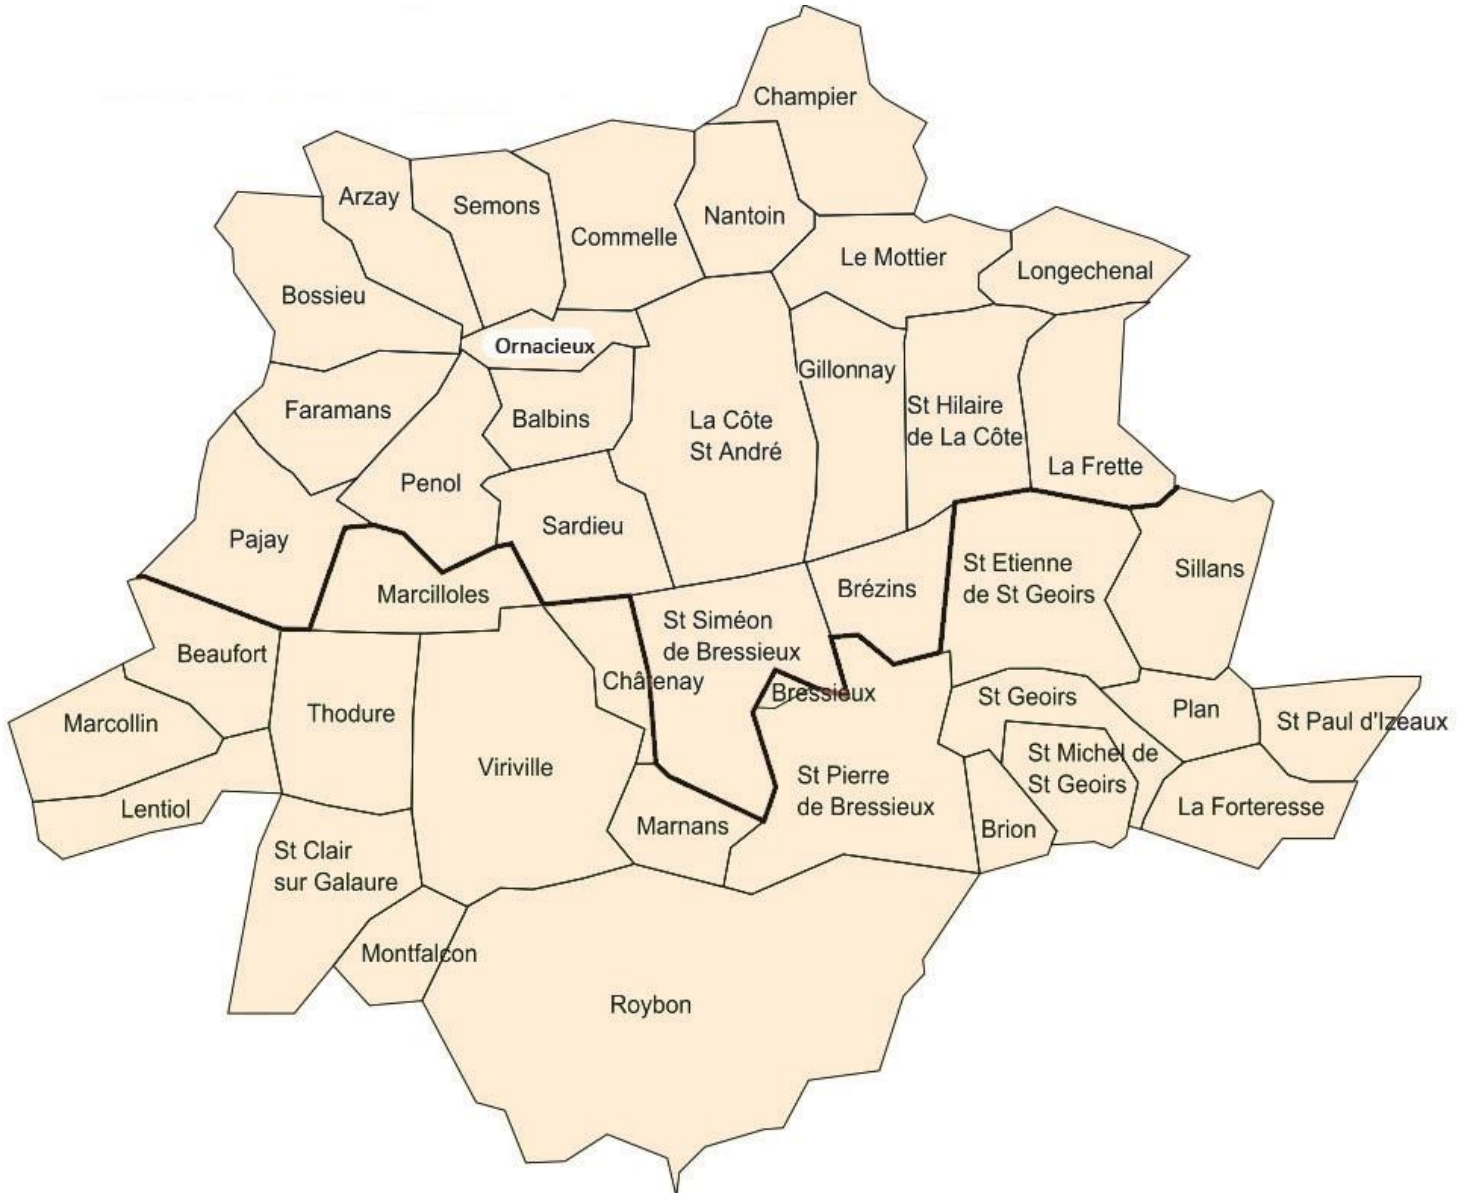 Champier
Arzay
Semons
Commelle
Nantoin
Le Mottier
Longechenal
Bossieu
Ornacieux
Gillonnay
Faramans
Balbins
La Côte
St André
St Hilaire
de La Côte
La Frette
Penol
Sardieu
Pajay
Marcilloles
St Siméon
de Bressieux
Brézins
St Etienne
de St Geoirs
Sillans
Beaufort
Châtenay
Bressieux
St Geoirs
Plan
St Paul d'Izeaux
Marcollin
Thodure
Viriville
St Pierre
de Bressieux
St Michel de
St Geoirs
La Forteresse
Lentiol
Marnans
Brion
St Clair
sur Galaure
Montfalcon
Roybon